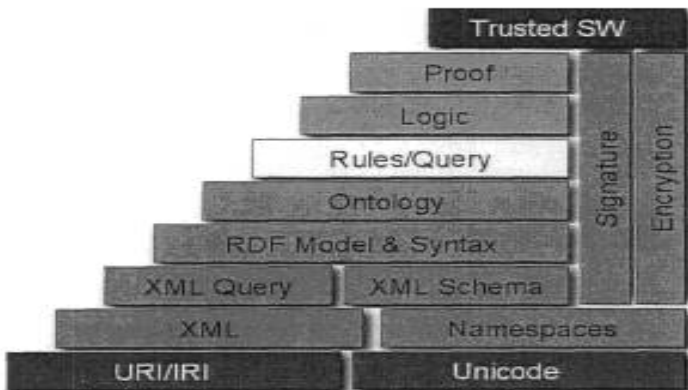 Trusted SW
Proof
Logic
Rules/Query
Ontology
RDF Model & Syntax
XML Query XML Schema
XML Namespaces
URI/IRI Unicode
Signature
Encryption